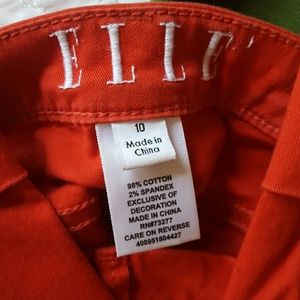 ELLE
10
Made in
China
98% COTTON
2% SPANDEX
EXCLUSIVE OF
DECORATION
MADE IN CHINA
RN#73277
CARE ON REVERSE
400951804427